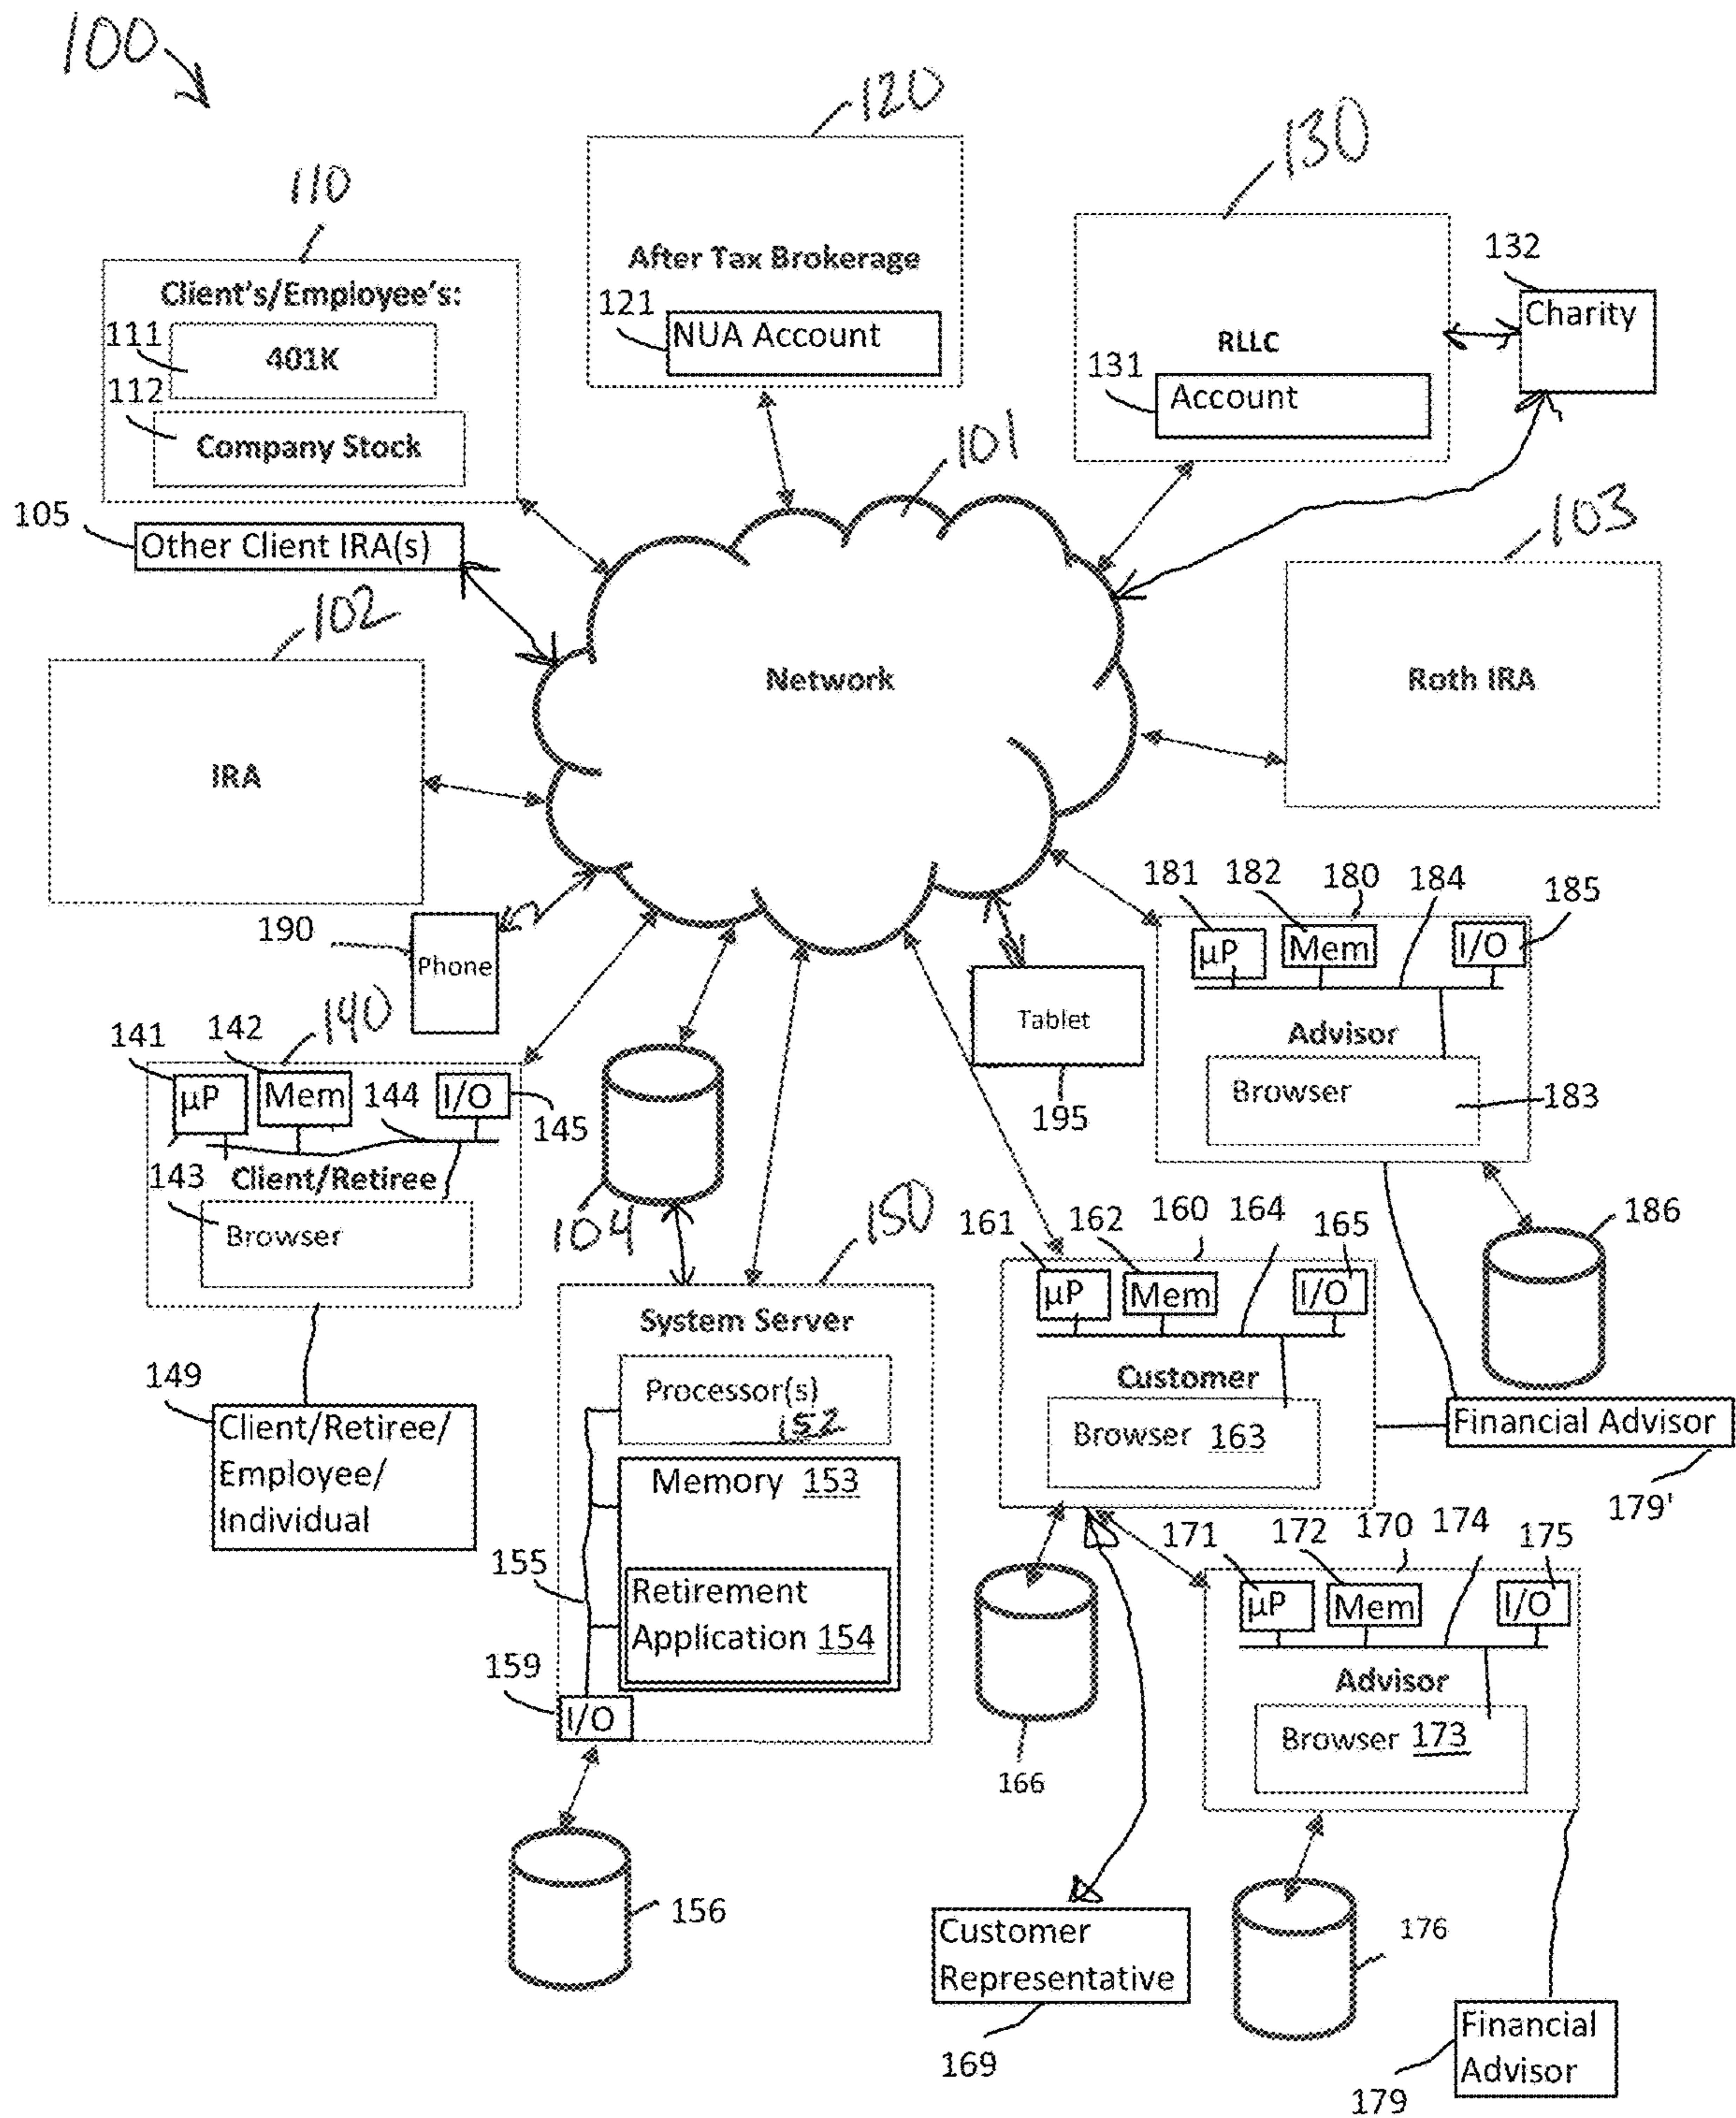 100
120
130
110
132
Client's/Employee's:
After Tax Brokerage
Charity
111
401K
121
NUA Account
RLLC
112
131
Account
Company Stock
101
105
Other Client IRA(s)
103
102
Network
Roth IRA
IRA
181
182
180
184
185
190
Phone
µP
Mem
I/O
Tablet
Advisor
141
142
140
Browser
183
µP
Mem
144
I/O
145
195
143
Client/Retiree
Browser
104
150
161
162
160
164
165
186
µP
Mem
I/O
System Server
149
Processor(s)
152
Customer
Client/Retiree/
Employee/
Individual
Browser 163
Financial Advisor
179'
Memory 153
171
172
170
174
175
155
Retirement
Application 154
µP
Mem
I/O
159
I/O
Advisor
Browser 173
166
156
Customer
Representative
176
169
Financial
Advisor
179